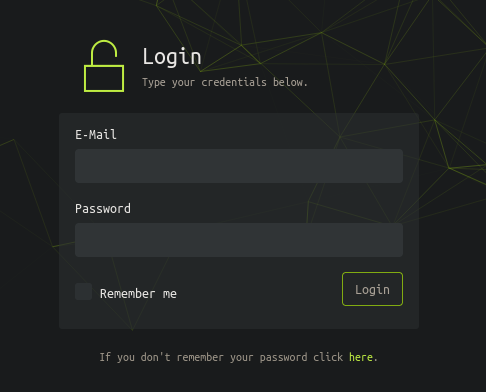 Login
Type your credentials below.
E-Mail
Password
Remember me
Login
If you don't remember your password click here.